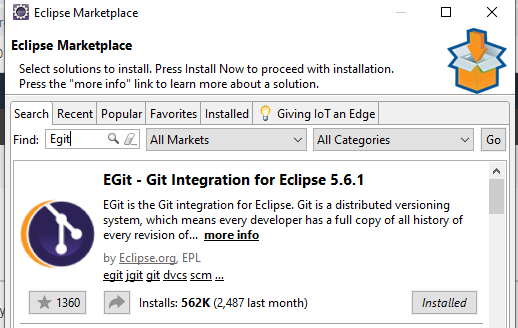 Eclipse Marketplace
Eclipse Marketplace
Select solutions to install. Press Install Now to proceed with installation.
Press the "more info" link to learn more about a solution.
Search Recent Popular Favorites Installed Giving IoT an Edge
Find: Egit All Markets All Categories Go
EGit - Git Integration for Eclipse 5.6.1
EGit is the Git integration for Eclipse. Git is a distributed versioning
system, which means every developer has a full copy of all history of
every revision of... more info
by Eclipse.org, EPL
egit jgit git dvcs scm ...
1360 Installs: 562K (2,487 last month) Installed